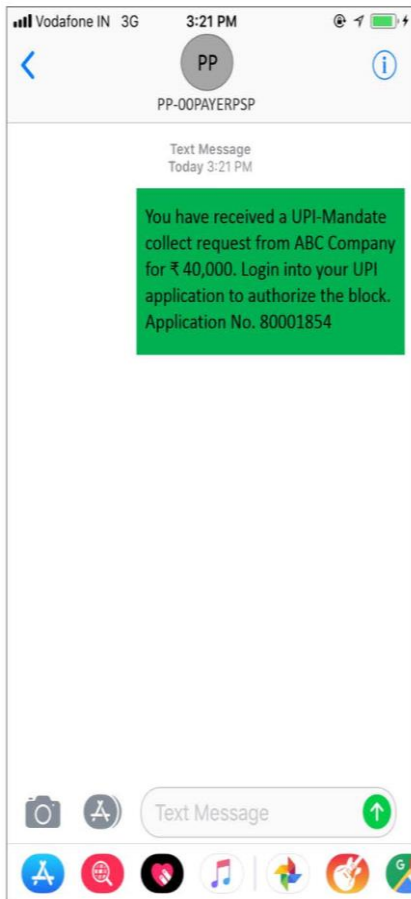 Vodafone IN 3G 3:21 PM
PP
PP-00PAYERPSP
Text Message
Today 3:21 PM
You have received a UPI-Mandate
collect request from ABC Company
for ₹ 40,000. Login into your UPI
application to authorize the block.
Application No. 80001854
Text Message
G